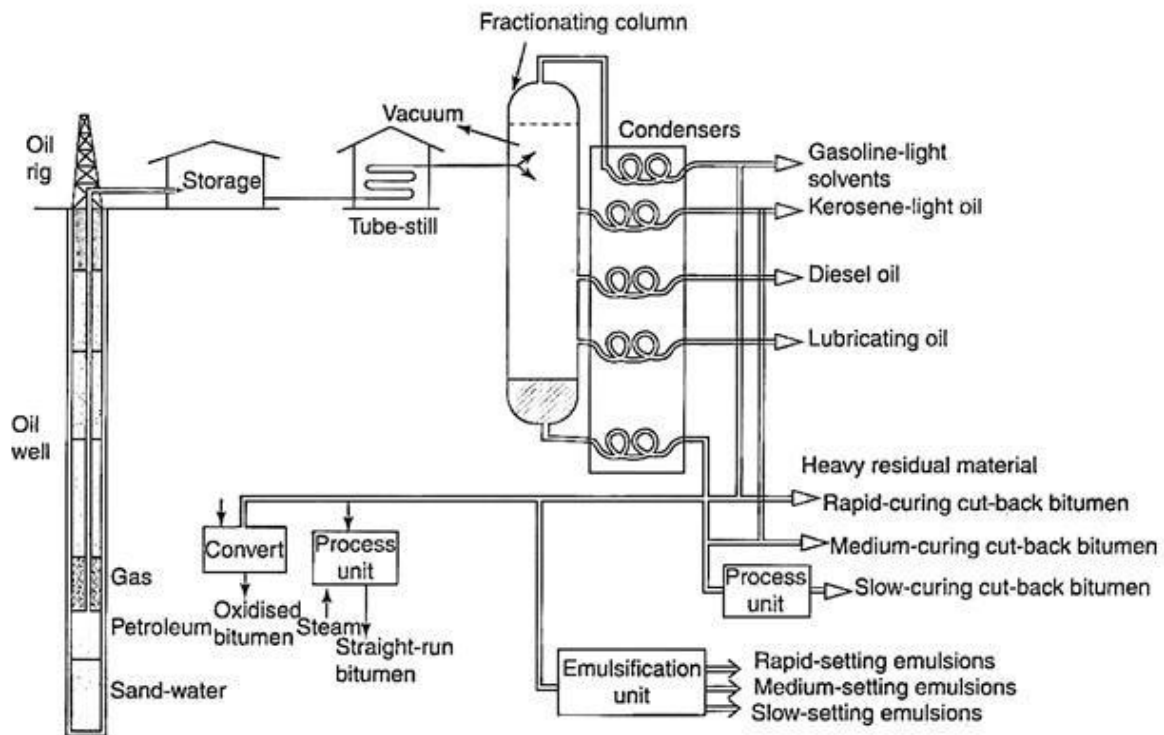 Fractionating column
Vacuum
Condensers
Oil
rig
Storage
Tube-still
Gasoline-light
solvents
Kerosene-light oil
Diesel oil
Lubricating oil
Oil
well
Heavy residual material
Rapid-curing cut-back bitumen
Convert
Process
unit
Medium-curing cut-back bitumen
Process
unit
Slow-curing cut-back bitumen
Gas
Oxidised
bitumen
Steam
Petroleum
Straight-run
bitumen
Sand-water
Emulsification
unit
Rapid-setting emulsions
Medium-setting emulsions
Slow-setting emulsions